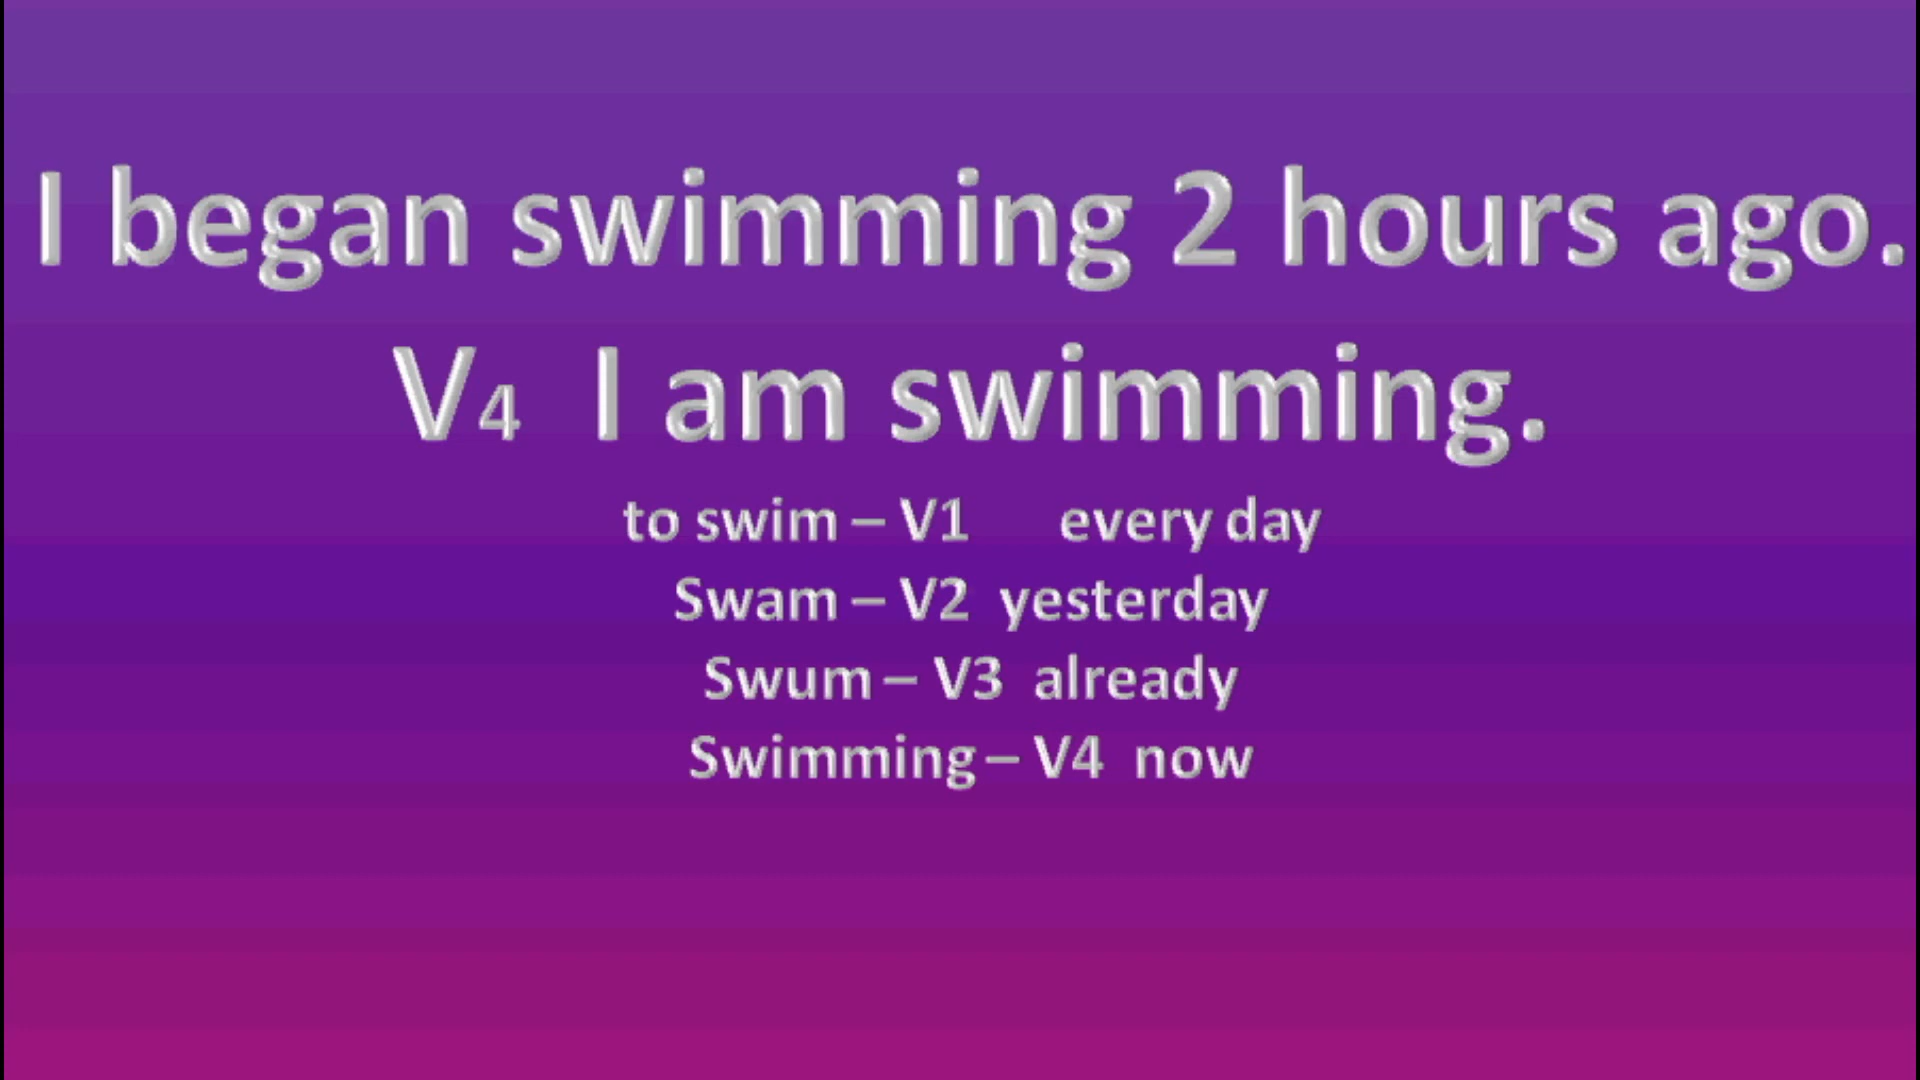 I began swimming 2 hours ago.
V4 I am swimming.
to swim – V1 every day
Swam – V2 yesterday
Swum – V3 already
Swimming – V4 now